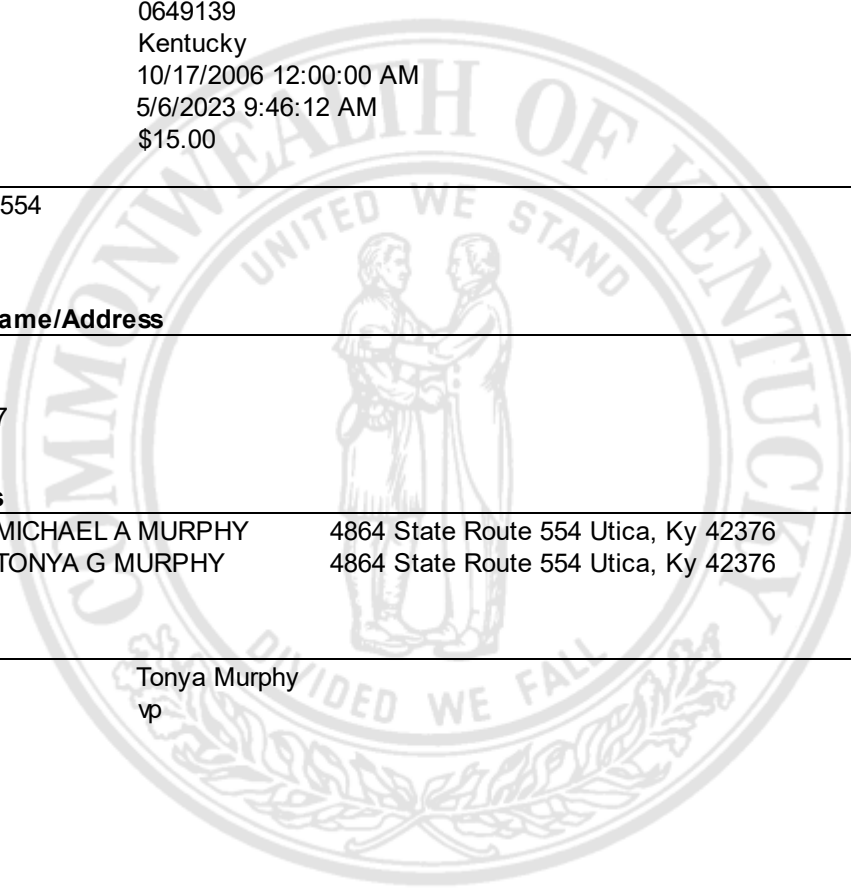 0649139
Kentucky
10/17/2006 12:00:00 AM
5/6/2023 9:46:12 AM
$15.00
554
ame/Address
7
s
MICHAEL A MURPHY 4864 State Route 554 Utica, Ky 42376
TONYA G MURPHY 4864 State Route 554 Utica, Ky 42376
Tonya Murphy
vp
COMMONWEALTH OF KENTUCKY
UNITED WE STAND
DIVIDED WE FALL